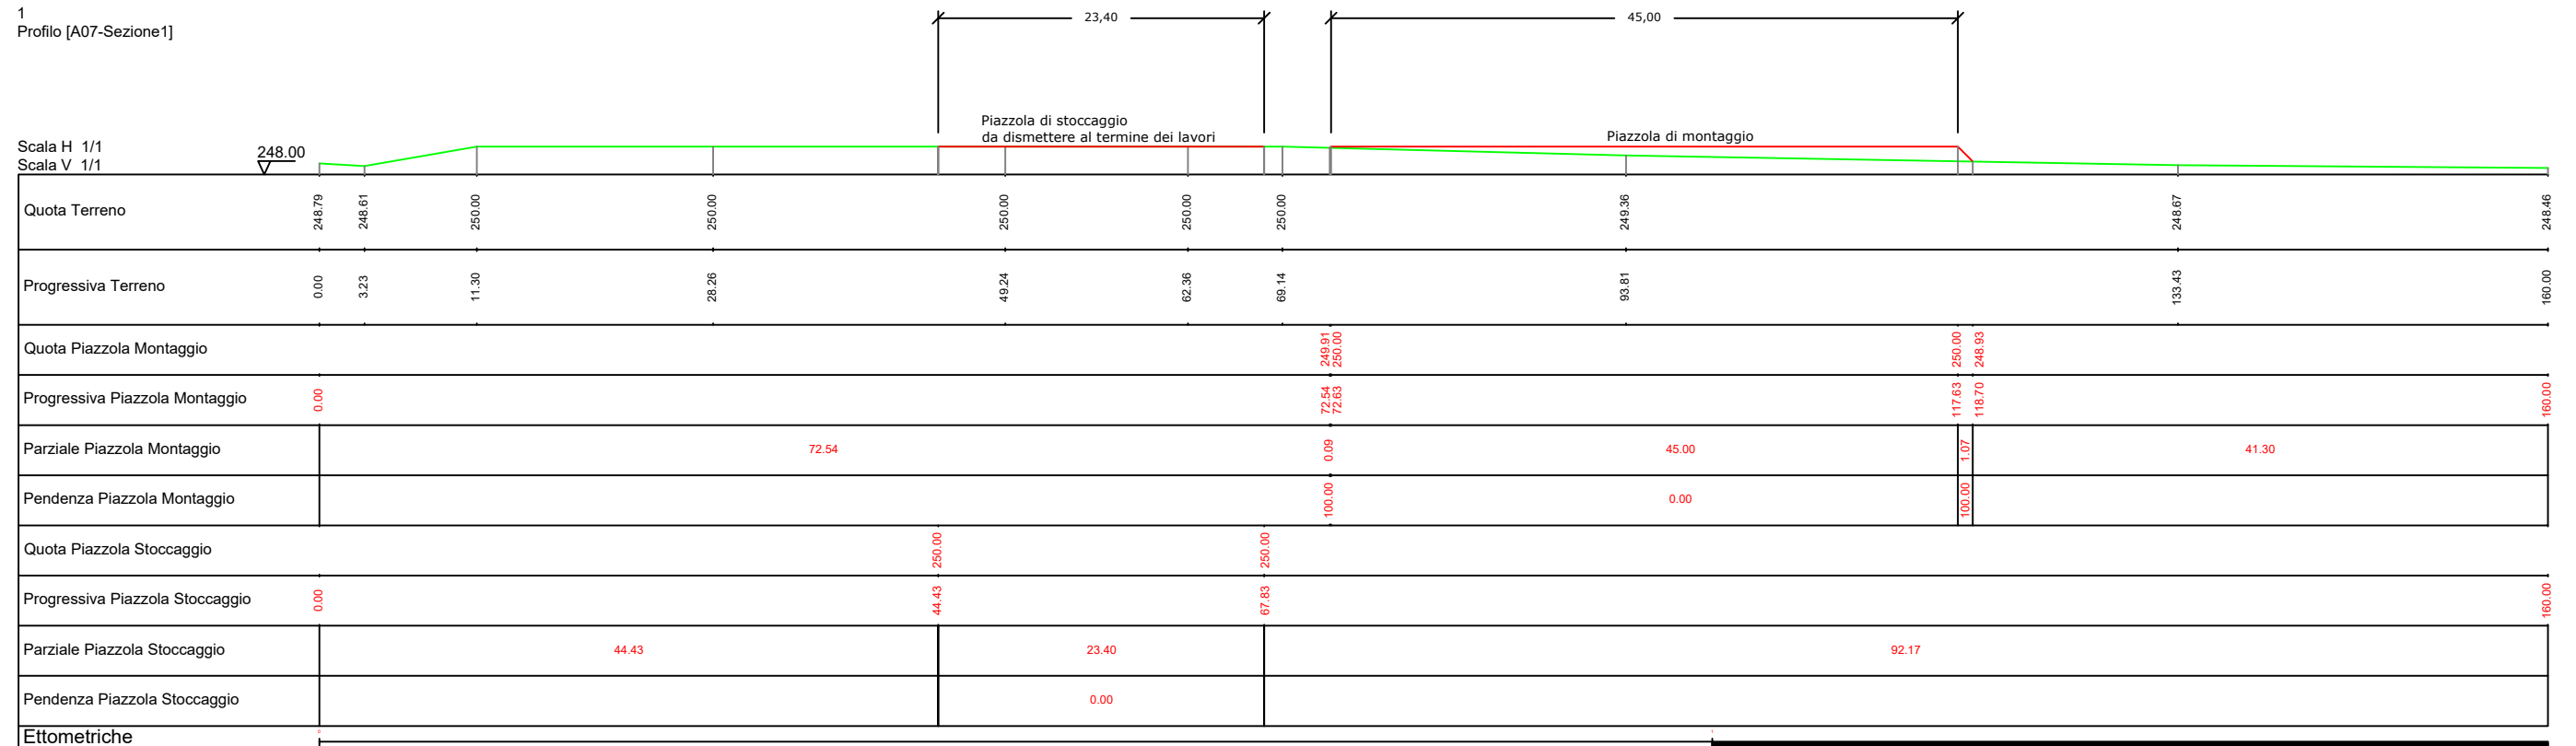 1
Profilo [A07-Sezione1]
23,40
45,00
Piazzola di stoccaggio
da dismettere al termine dei lavori
Piazzola di montaggio
Scala H 1/1
Scala V 1/1
248.00
Quota Terreno 248.79 248.61 250.00 250.00 250.00 250.00 250.00 249.36 248.67 248.46
Progressiva Terreno 0.00 3.23 11.30 28.26 49.24 62.36 69.14 93.81 133.43 160.00
Quota Piazzola Montaggio 249.91 250.00 250.00 248.93
Progressiva Piazzola Montaggio 0.00 72.54 72.63 117.63 118.70 160.00
Parziale Piazzola Montaggio 72.54 0.09 45.00 1.07 41.30
Pendenza Piazzola Montaggio 100.00 0.00 100.00
Quota Piazzola Stoccaggio 250.00 250.00
Progressiva Piazzola Stoccaggio 0.00 44.43 67.83 160.00
Parziale Piazzola Stoccaggio 44.43 23.40 92.17
Pendenza Piazzola Stoccaggio 0.00
Ettometriche